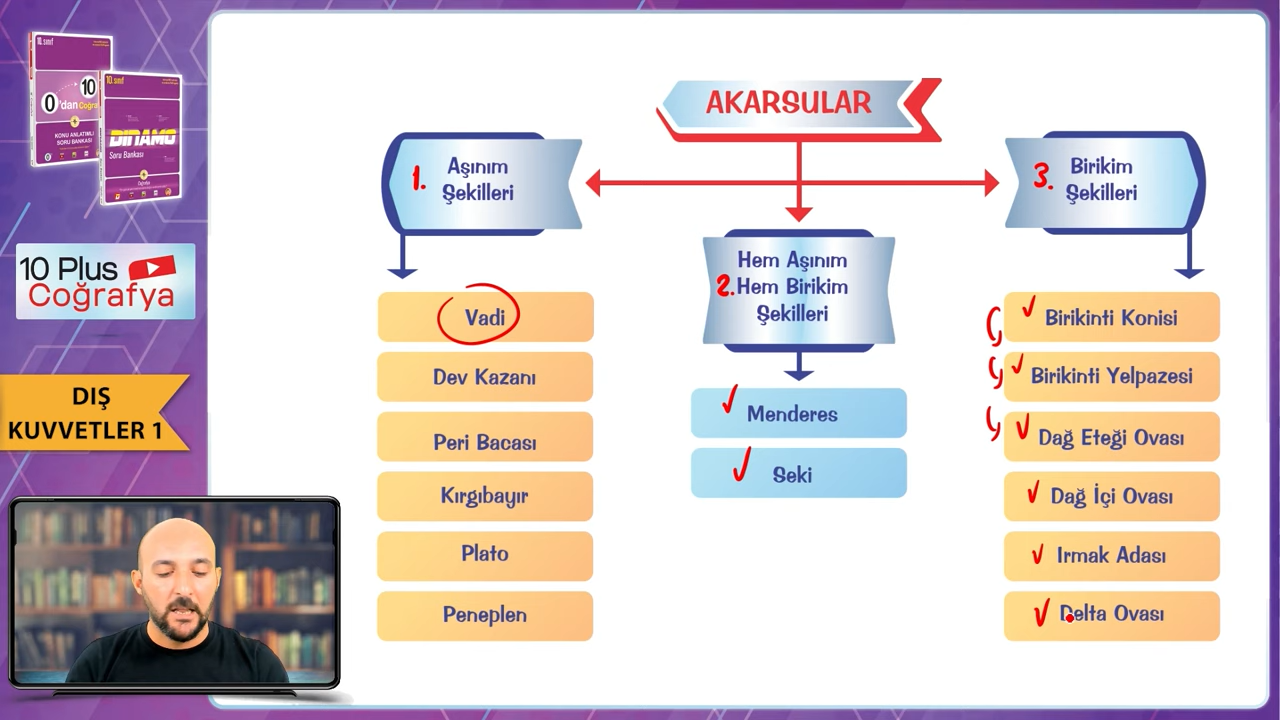 10.sınıf
0'dan 10
Coğra
KONU ANLATIMLI
SORU BANKASI
10.sınıf
DİNAMO
Soru Bankası
Coğrafya
10 Plus
Coğrafya
DIŞ
KUVVETLER 1
AKARSULAR
1. Aşınım
Şekilleri
Vadi
Dev Kazanı
Peri Bacası
Kırgıbayır
Plato
Peneplen
Hem Aşınım
2. Hem Birikim
Şekilleri
Menderes
Seki
3. Birikim
Şekilleri
Birikinti Konisi
Birikinti Yelpazesi
Dağ Eteği Ovası
Dağ İçi Ovası
Irmak Adası
Delta Ovası